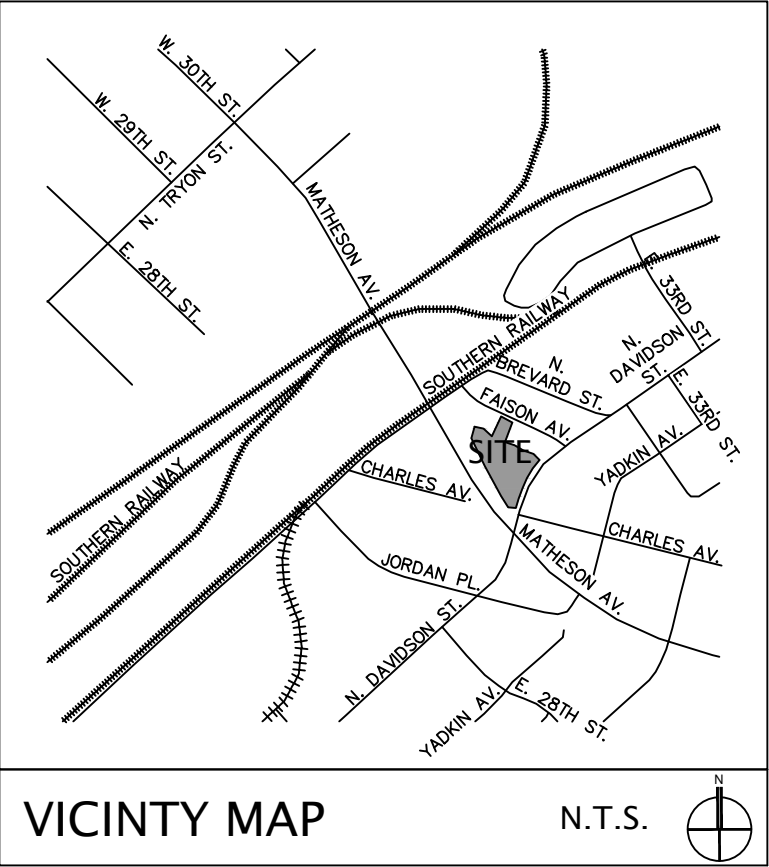 W. 30TH ST.
W. 29TH ST.
N. TRYON ST.
MATHESON AV.
E. 28TH ST.
E. 33RD ST.
SOUTHERN RAILWAY
N.
DAVIDSON
ST.
N.
BREVARD ST.
E. 33RD ST.
FAISON AV.
SITE
YADKIN AV.
CHARLES AV.
SOUTHERN RAILWAY
CHARLES AV.
MATHESON AV.
JORDAN PL.
N. DAVIDSON ST.
E. 28TH ST.
YADKIN AV.
VICINTY MAP
N.T.S.
N